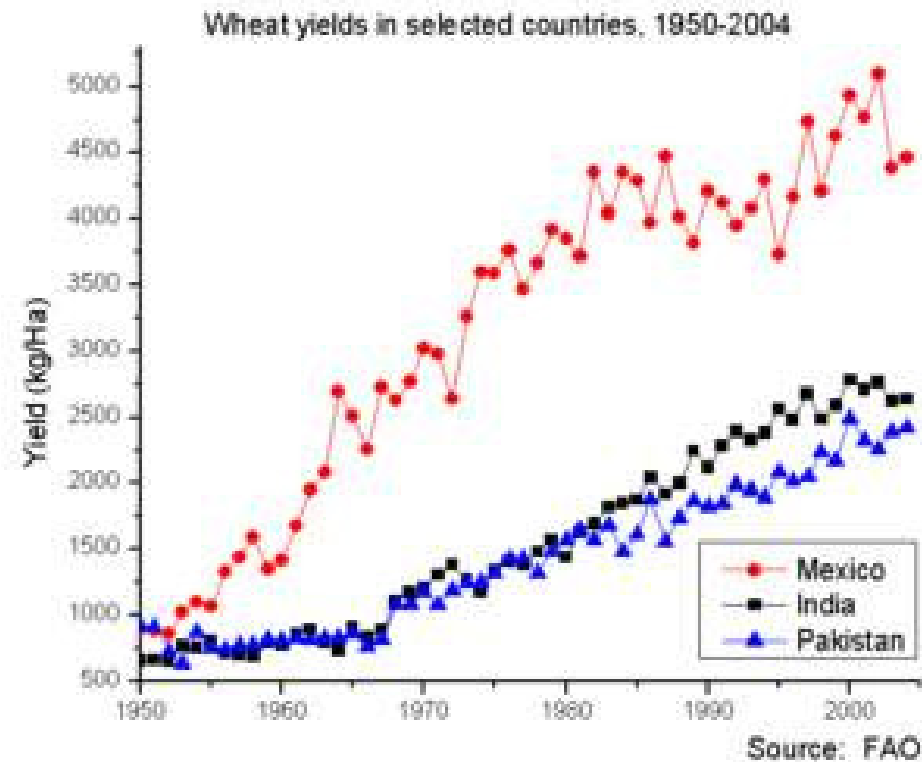 Wheat yields in selected countries, 1950-2004
Yield (kg/Ha)
5000
4500
4000
3500
3000
2500
2000
1500
1000
500
1950 1960 1970 1980 1990 2000
Mexico
India
Pakistan
Source: FAO